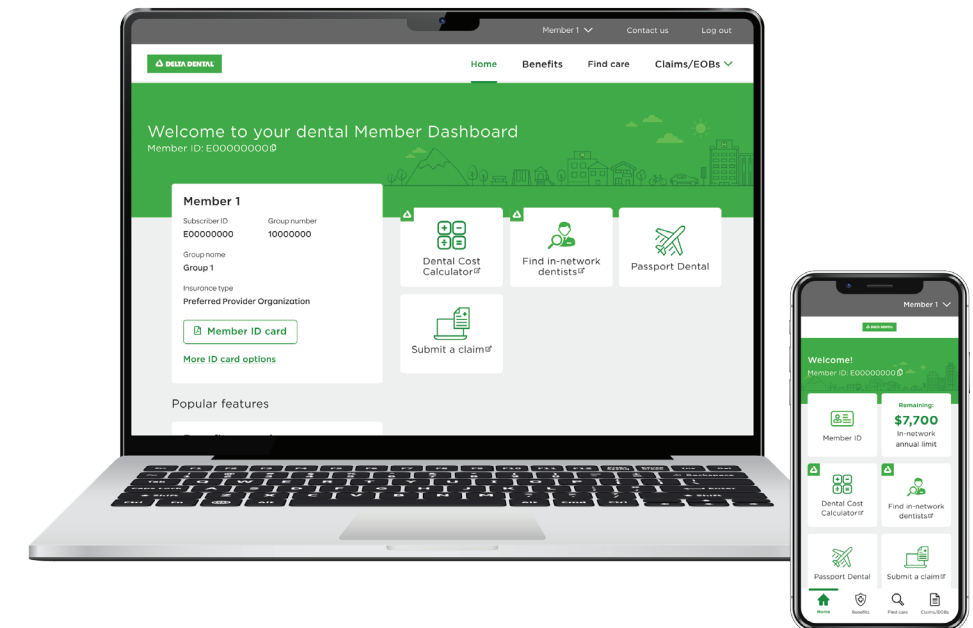 Member 1
Contact us
Log out
DELTA DENTAL
Home
Benefits
Find care
Claims/EOBs
Welcome to your dental Member Dashboard
Member ID: E00000000
Member 1
Subscriber ID
Group number
E00000000
10000000
Group name
Group 1
Insurance type
Preferred Provider Organization
Member ID card
More ID card options
Dental Cost
Calculator
Find in-network
dentists
Passport Dental
Submit a claim
Popular features
Member 1
DELTA DENTAL
Welcome!
Member ID: E00000000
Member ID
Remaining:
$7,700
In-network
annual limit
Dental Cost
Calculator
Find in-network
dentists
Passport Dental
Submit a claim
Home
Benefits
Find care
Claims/EOBs